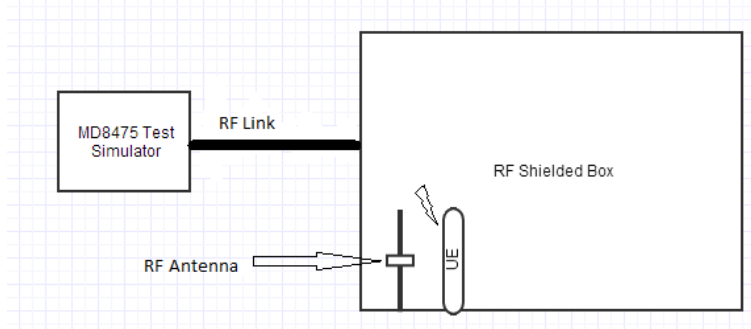 MD8475 Test
Simulator
RF Link
RF Shielded Box
RF Antenna
UE